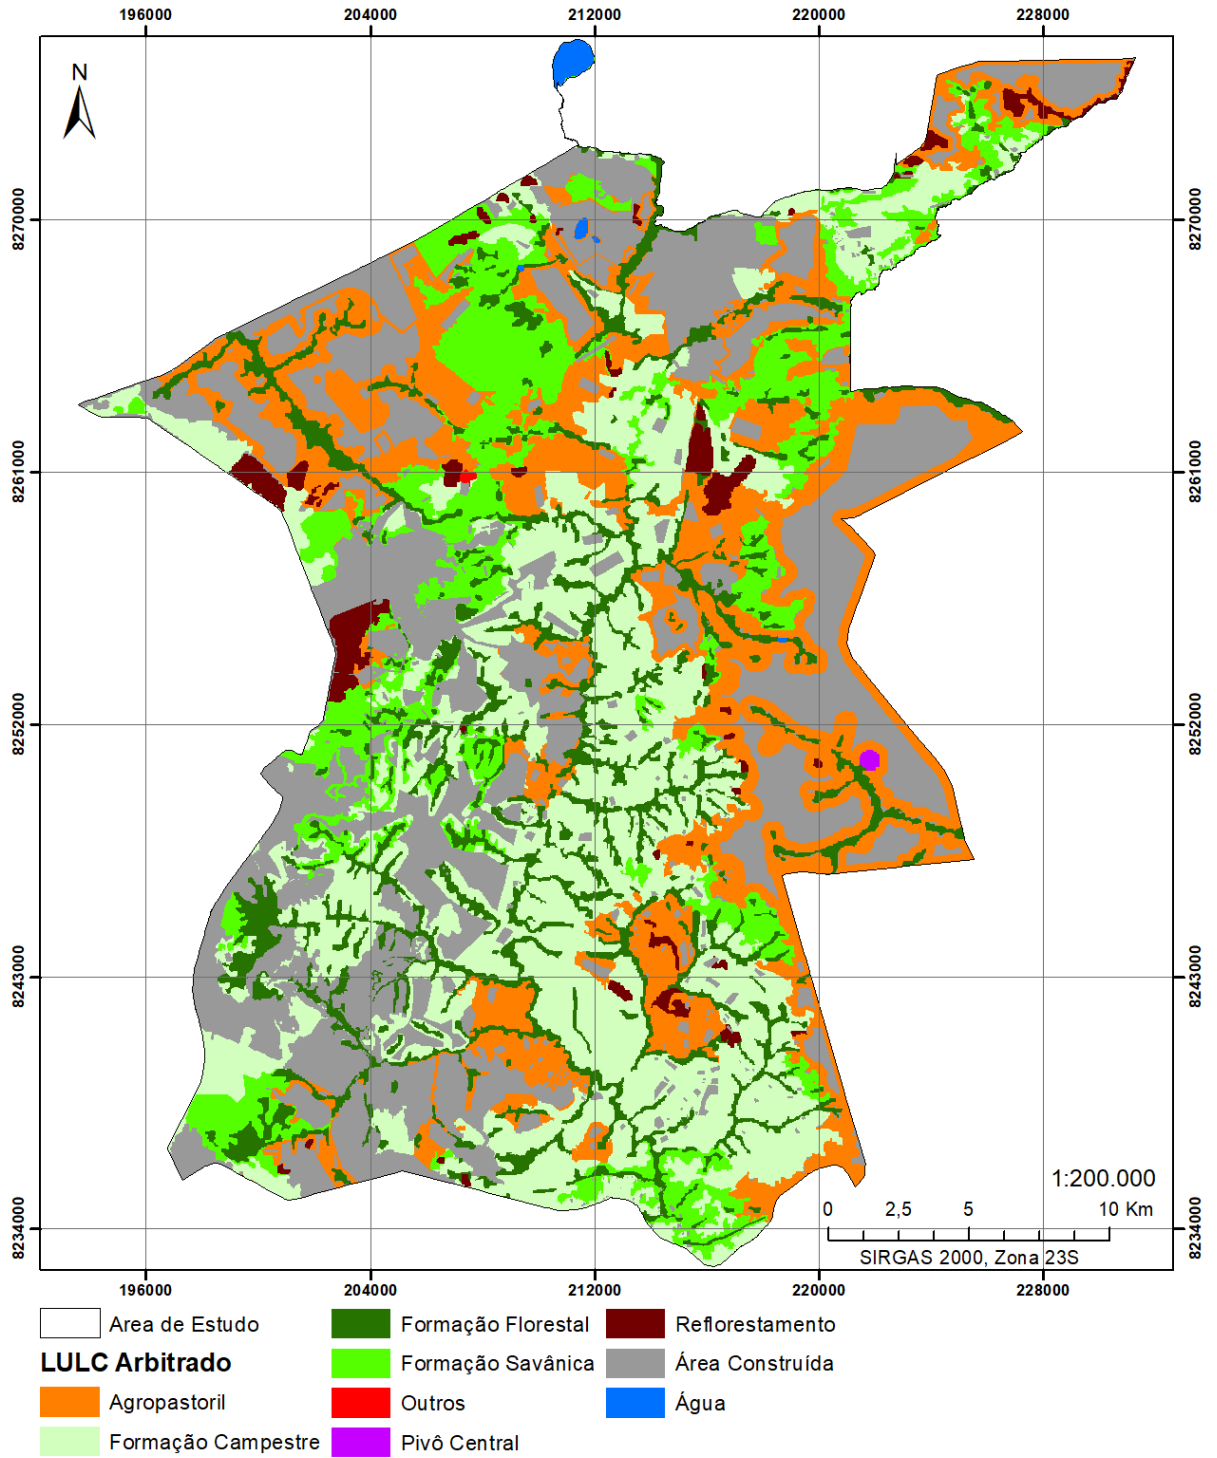 196000 204000 212000 220000 228000
N
8270000 8270000
8261000 8261000
8252000 8252000
8243000 8243000
8234000 8234000
1:200.000
0 2,5 5 10 Km
SIRGAS 2000, Zona 23S
196000 204000 212000 220000 228000
Area de Estudo
LULC Arbitrado
Agropastoril
Formação Campestre
Formação Florestal
Formação Savânica
Outros
Pivô Central
Reflorestamento
Área Construída
Água